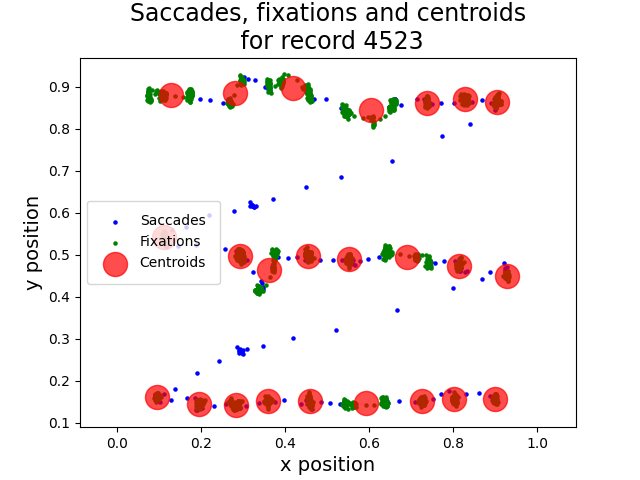 Saccades, fixations and centroids
for record 4523
y position
0.9
0.8
0.7
0.6
0.5
0.4
0.3
0.2
0.1
Saccades
Fixations
Centroids
0.0 0.2 0.4 0.6 0.8 1.0
x position